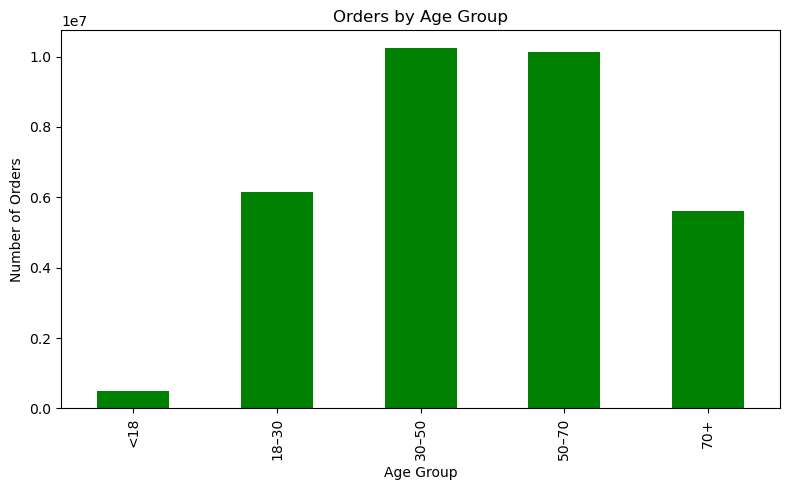 Orders by Age Group
1e7
1.0
0.8
0.6
0.4
0.2
0.0
Number of Orders
<18
18–30
30–50
50–70
70+
Age Group